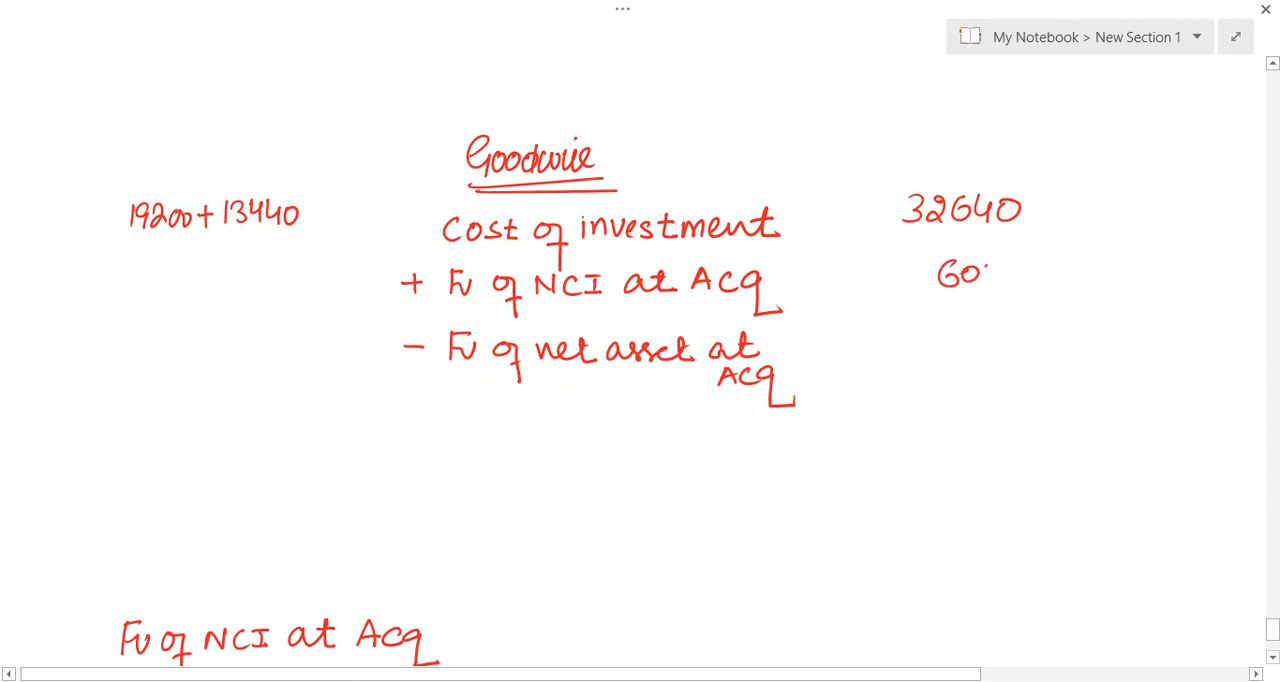 My Notebook > New Section 1
Goodwill
19200 + 13440 Cost of investment 32640
+ Fv of NCI at ACq 60
- Fv of net asset at
ACq
Fv of NCI at Acq